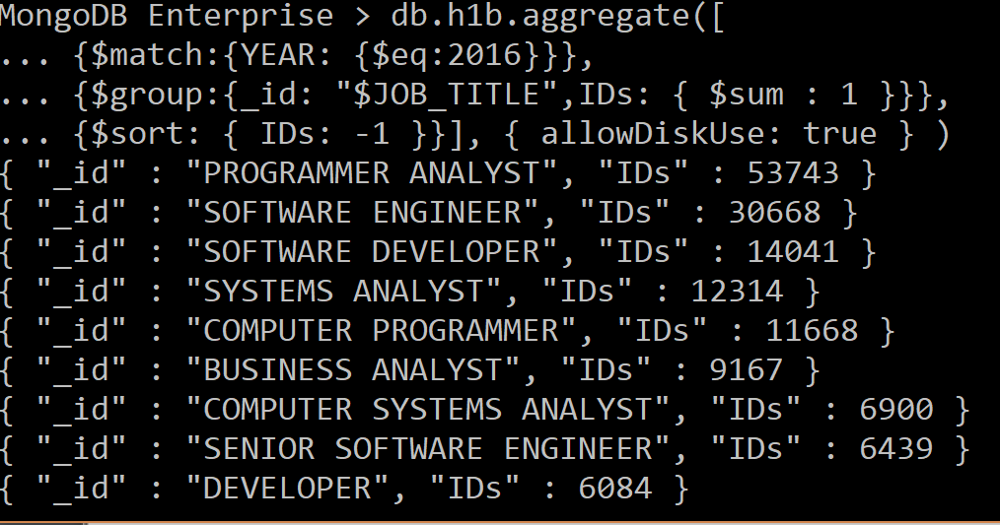 MongoDB Enterprise > db.h1b.aggregate([
... {$match:{YEAR: {$eq:2016}}},
... {$group:{_id: "$JOB_TITLE",IDs: { $sum : 1 }}},
... {$sort: { IDs: -1 }}], { allowDiskUse: true } )
{ "_id" : "PROGRAMMER ANALYST", "IDs" : 53743 }
{ "_id" : "SOFTWARE ENGINEER", "IDs" : 30668 }
{ "_id" : "SOFTWARE DEVELOPER", "IDs" : 14041 }
{ "_id" : "SYSTEMS ANALYST", "IDs" : 12314 }
{ "_id" : "COMPUTER PROGRAMMER", "IDs" : 11668 }
{ "_id" : "BUSINESS ANALYST", "IDs" : 9167 }
{ "_id" : "COMPUTER SYSTEMS ANALYST", "IDs" : 6900 }
{ "_id" : "SENIOR SOFTWARE ENGINEER", "IDs" : 6439 }
{ "_id" : "DEVELOPER", "IDs" : 6084 }